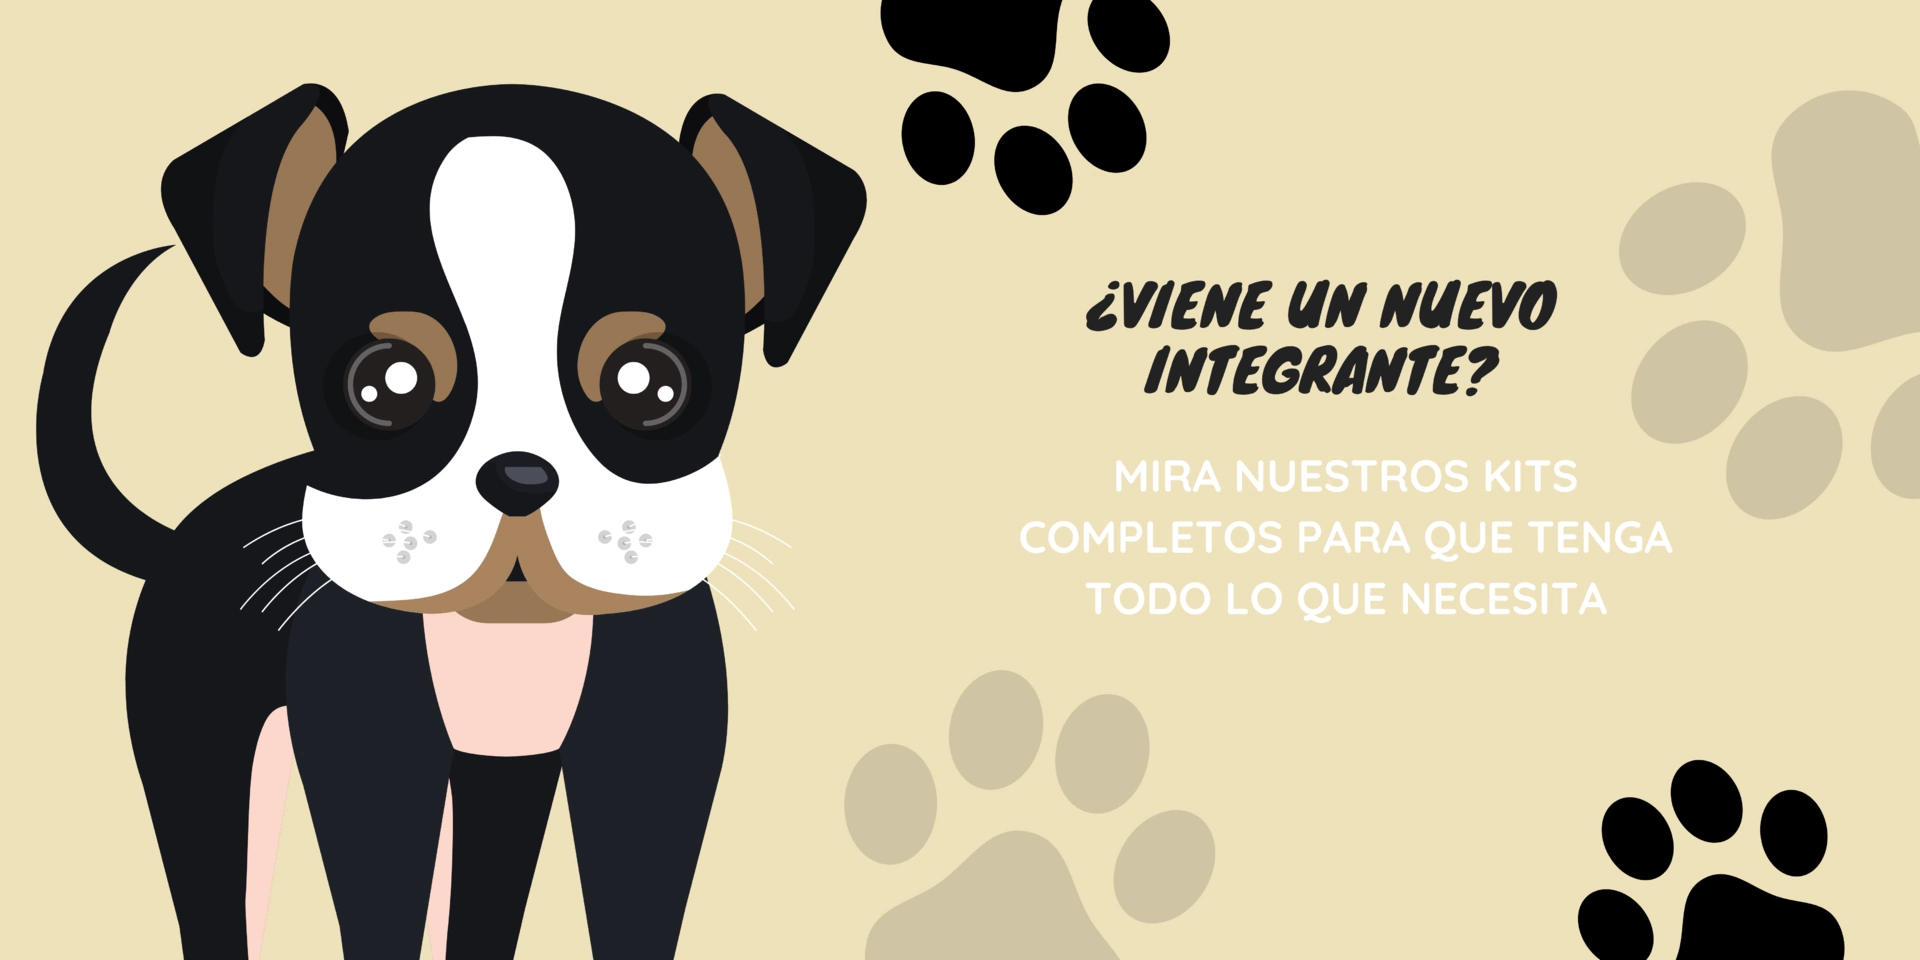 ¿VIENE UN NUEVO
INTEGRANTE?
MIRA NUESTROS KITS
COMPLETOS PARA QUE TENGA
TODO LO QUE NECESITA